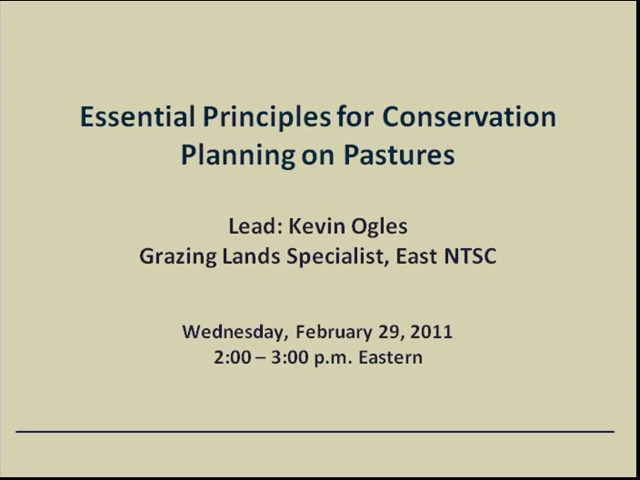 Essential Principles for Conservation
Planning on Pastures
Lead: Kevin Ogles
Grazing Lands Specialist, East NTSC
Wednesday, February 29, 2011
2:00 – 3:00 p.m. Eastern